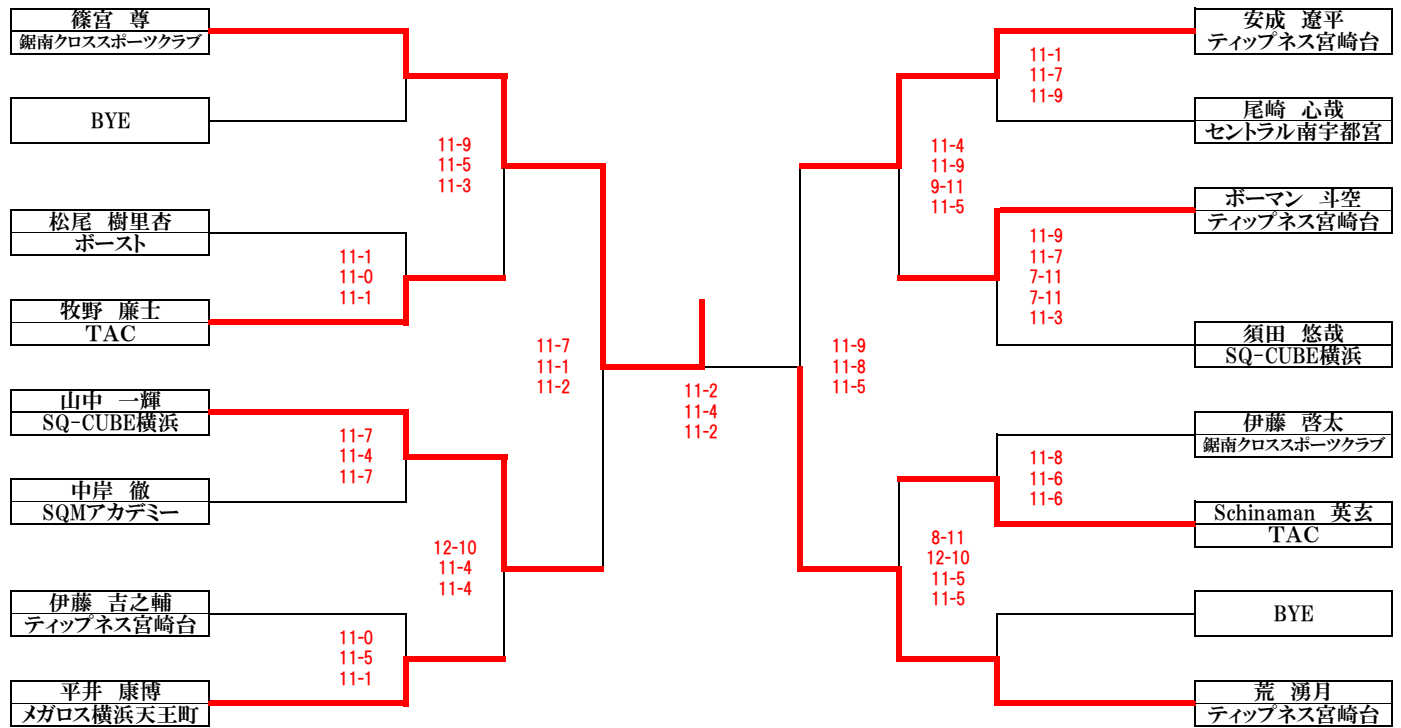 篠宮 尊
鋸南クロススポーツクラブ
BYE
11-9
11-5
11-3
松尾 樹里杏
ボースト
11-1
11-0
11-1
牧野 廉士
TAC
11-7
11-1
11-2
山中 一輝
SQ-CUBE横浜
11-7
11-4
11-7
中岸 徹
SQMアカデミー
12-10
11-4
11-4
伊藤 吉之輔
ティップネス宮崎台
11-0
11-5
11-1
平井 康博
メガロス横浜天王町
11-2
11-4
11-2
安成 遼平
ティップネス宮崎台
11-1
11-7
11-9
尾崎 心哉
セントラル南宇都宮
11-4
11-9
9-11
11-5
ボーマン 斗空
ティップネス宮崎台
11-9
11-7
7-11
7-11
11-3
須田 悠哉
SQ-CUBE横浜
11-9
11-8
11-5
伊藤 啓太
鋸南クロススポーツクラブ
11-8
11-6
11-6
Schinaman 英玄
TAC
8-11
12-10
11-5
11-5
BYE
荒 湧月
ティップネス宮崎台